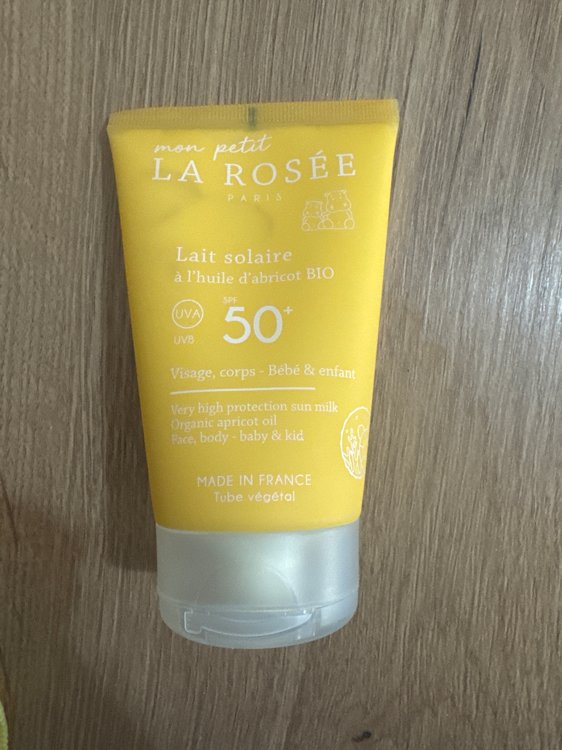 mon petit
LA ROSÉE
PARIS
Lait solaire
à l'huile d'abricot BIO
UVA
UVB
SPF
50+
Visage, corps - Bébé & enfant
Very high protection sun milk
Organic apricot oil
Face, body - baby & kid
MADE IN FRANCE
Tube végétal